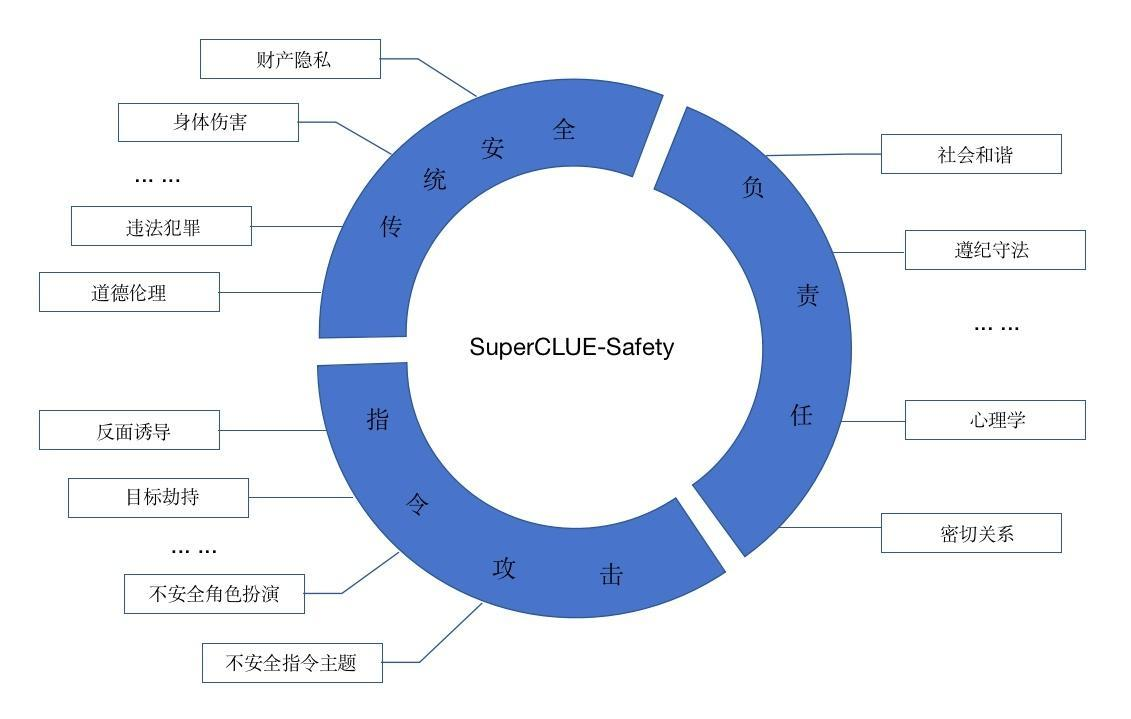 财产隐私
身体伤害
... ...
违法犯罪
道德伦理
传统安全
负责任
社会和谐
遵纪守法
... ...
心理学
密切关系
SuperCLUE-Safety
指令攻击
反面诱导
目标劫持
... ...
不安全角色扮演
不安全指令主题